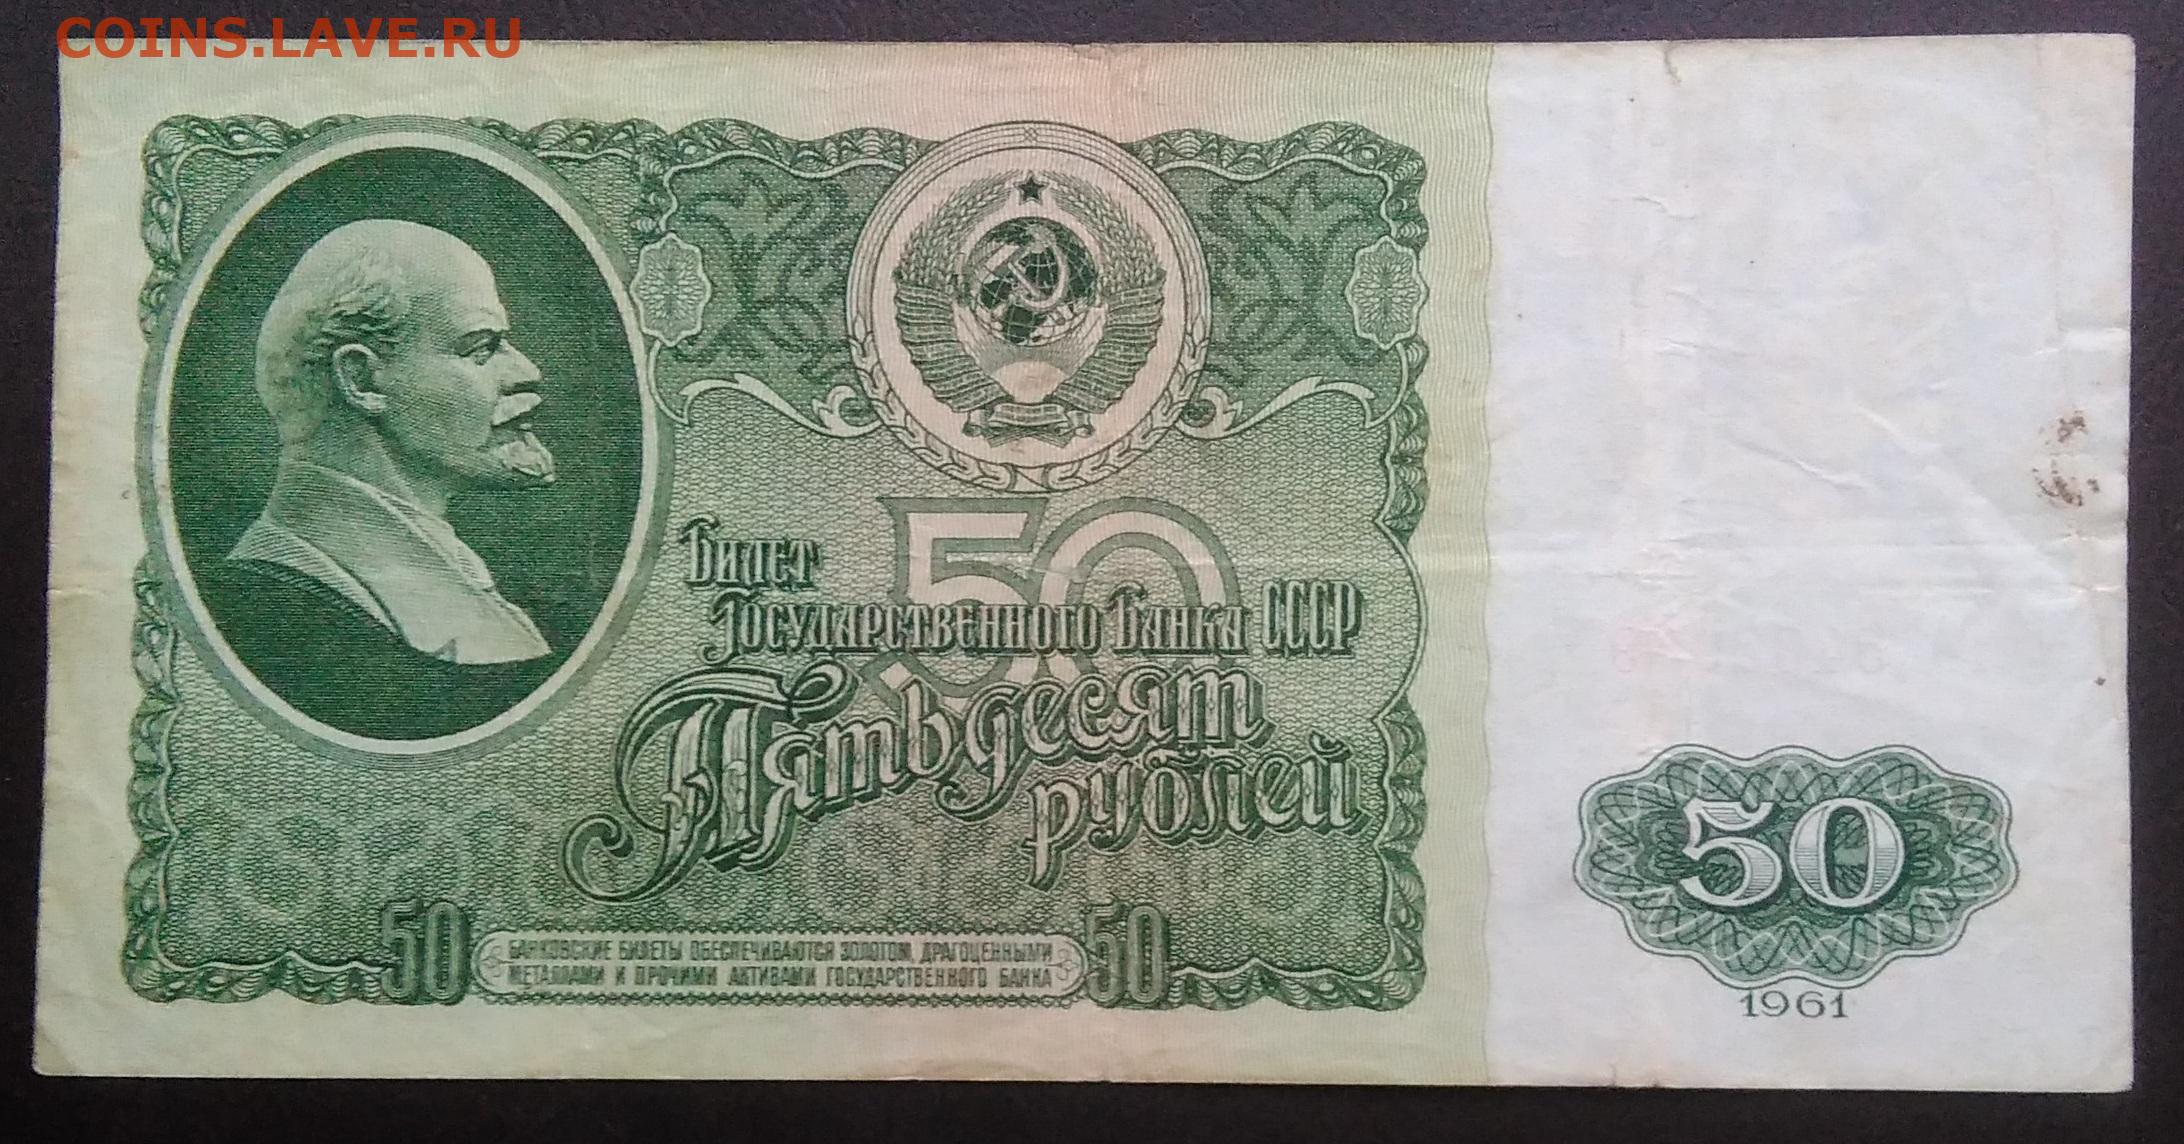 COINS.LAVE.RU
50
Билет
Государственного Банка СССР
Пятьдесят
рублей
50
БАНКОВСКИЕ БИЛЕТЫ ОБЕСПЕЧИВАЮТСЯ ЗОЛОТОМ, ДРАГОЦЕННЫМИ
МЕТАЛЛАМИ И ПРОЧИМИ АКТИВАМИ ГОСУДАРСТВЕННОГО БАНКА
50
50
1961